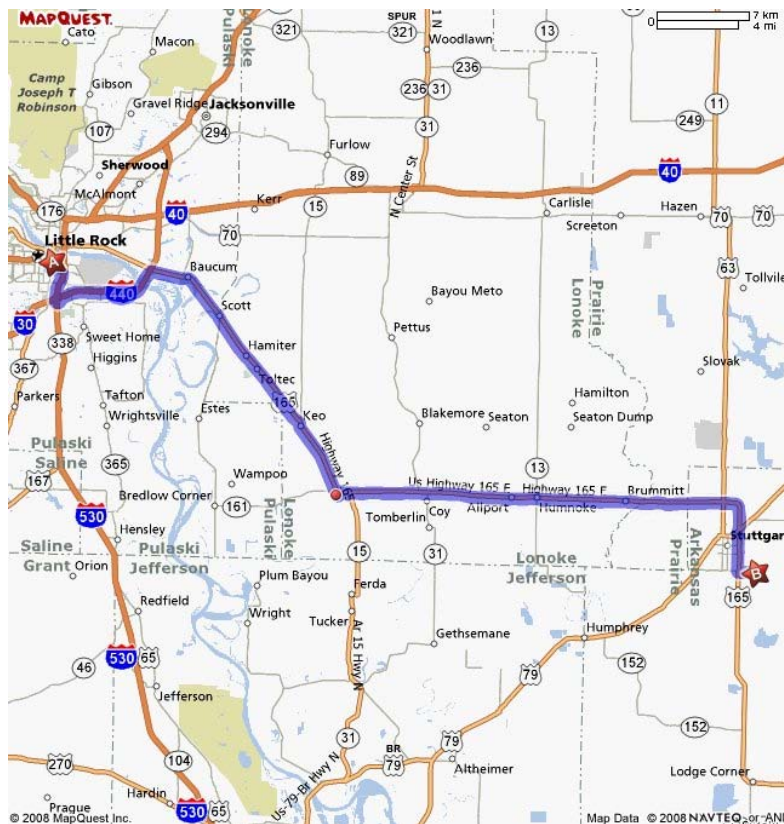 MAPQUEST.
7 km
0
4 mi
SPUR
321
321
Cato
Macon
Lonoke
Pulaski
Woodlawn
1 N
13
236
Camp
Joseph T
Robinson
Gibson
236 31
11
Gravel Ridge
Jacksonville
107
294
31
249
Sherwood
Furlow
McAlmont
89
40
N Center St
176
40
Kerr
15
Carlisle
Screeton
Hazen
70
70
70
Little Rock
A
63
Baucum
440
Bayou Meto
Prairie
Lonoke
Scott
30
338
Sweet Home
Pettus
Hamiter
Higgins
Toltec
Slovak
367
Hamilton
Parkers
Tafton
165
Wrightsville
Estes
Keo
Blakemore
Seaton
Seaton Dump
Pulaski
Saline
365
Highway 165
13
167
Wampoo
Us Highway 165 E
Highway 165 E
Brummitt
Bredlow Corner
161
Lonoke
Pulaski
Coy
Allport
Humnoke
Tomberlin
530
Hensley
Arkansas
Prairie
Stuttgar
15
31
Saline
Grant
Pulaski
Jefferson
Lonoke
Jefferson
Orion
Plum Bayou
Ferda
B
165
Redfield
Wright
Tucker
Ar 15 Hwy N
Gethsemane
Humphrey
46
530
65
152
79
Jefferson
152
31
BR
79
79
270
104
Us-79-Br Hwy N
Altheimer
Lodge Corner
Prague
Hardin
530
65
© 2008 MapQuest Inc.
Map Data © 2008 NAVTEQ or AN